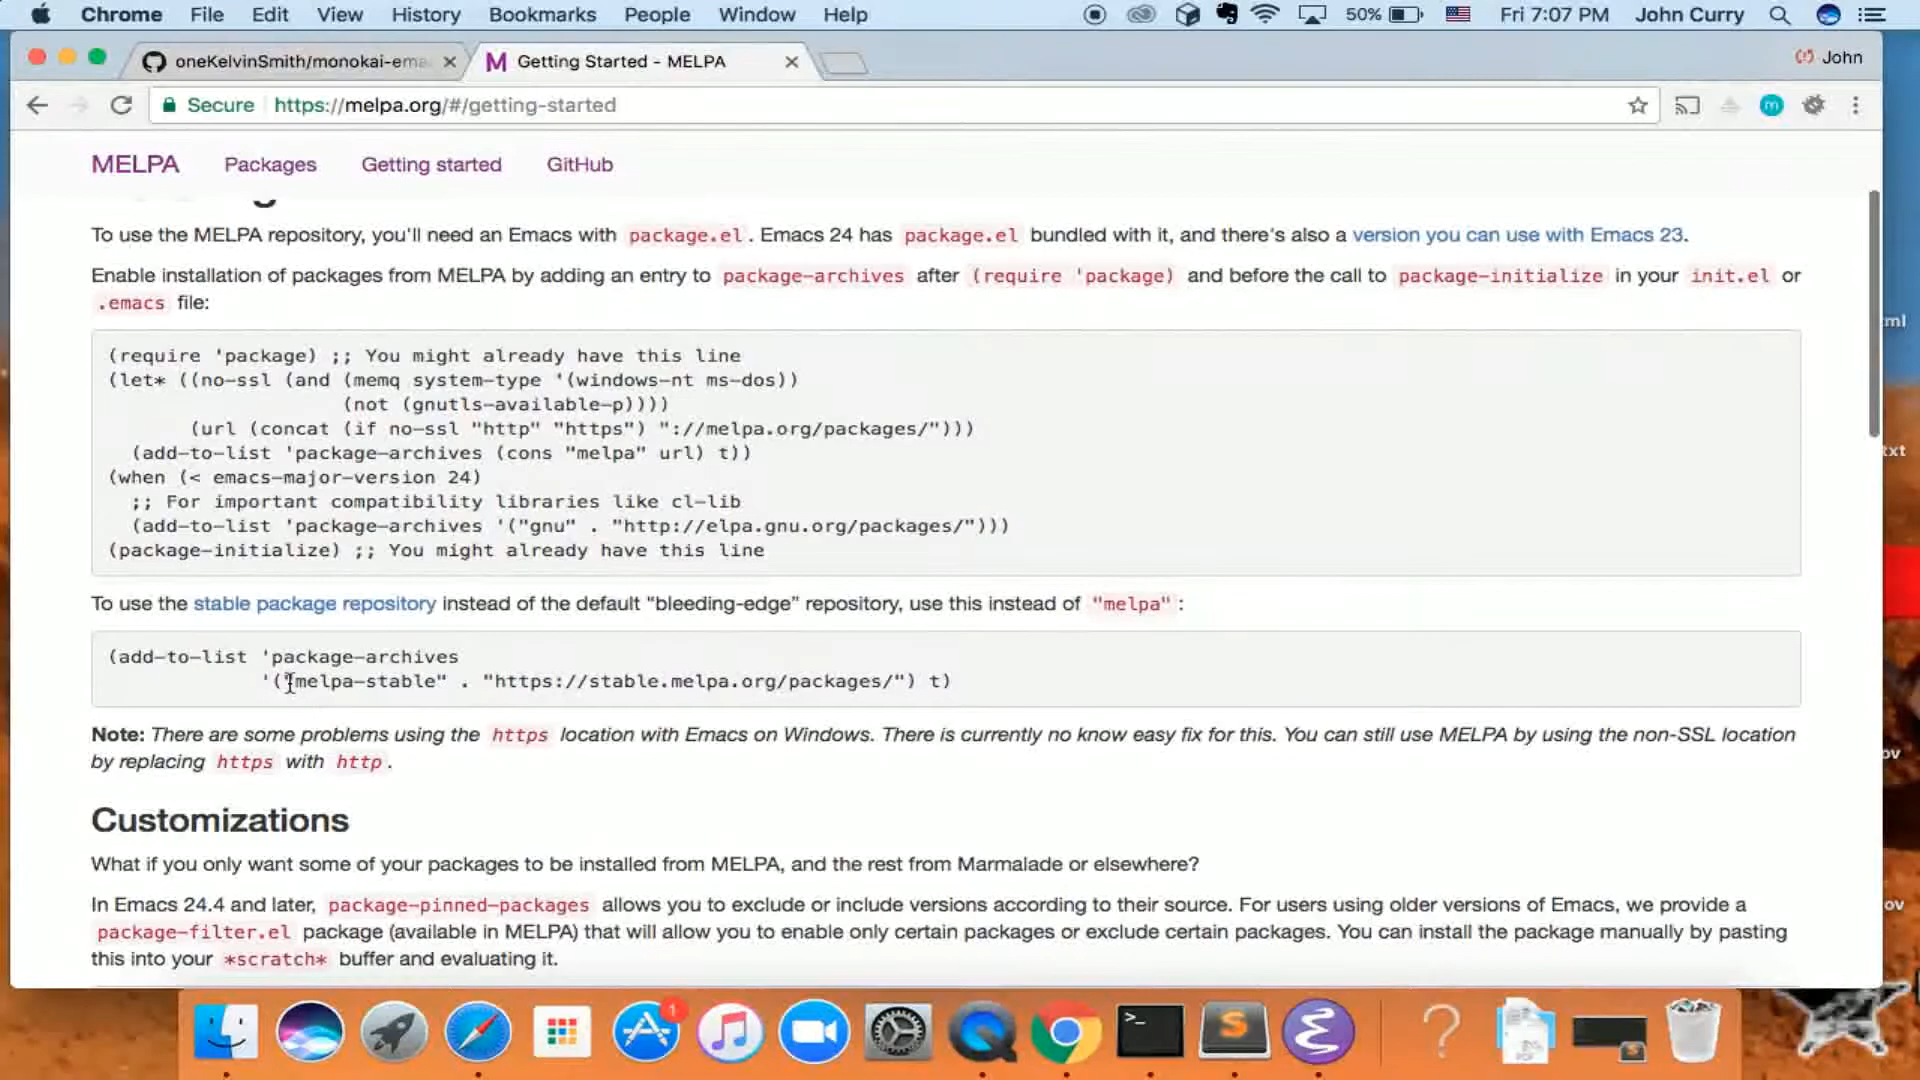 Chrome File Edit View History Bookmarks People Window Help 50% Fri 7:07 PM John Curry
oneKelvinSmith/monokai-ema Getting Started - MELPA John
Secure https://melpa.org/#/getting-started
MELPA Packages Getting started GitHub
To use the MELPA repository, you'll need an Emacs with package.el. Emacs 24 has package.el bundled with it, and there's also a version you can use with Emacs 23.
Enable installation of packages from MELPA by adding an entry to package-archives after (require 'package) and before the call to package-initialize in your init.el or
.emacs file:
(require 'package) ;; You might already have this line
(let* ((no-ssl (and (memq system-type '(windows-nt ms-dos))
(not (gnutls-available-p))))
(url (concat (if no-ssl "http" "https") "://melpa.org/packages/")))
(add-to-list 'package-archives (cons "melpa" url) t))
(when (< emacs-major-version 24)
;; For important compatibility libraries like cl-lib
(add-to-list 'package-archives '("gnu" . "http://elpa.gnu.org/packages/")))
(package-initialize) ;; You might already have this line
To use the stable package repository instead of the default “bleeding-edge” repository, use this instead of "melpa":
(add-to-list 'package-archives
'("melpa-stable" . "https://stable.melpa.org/packages/") t)
Note: There are some problems using the https location with Emacs on Windows. There is currently no know easy fix for this. You can still use MELPA by using the non-SSL location
by replacing https with http.
Customizations
What if you only want some of your packages to be installed from MELPA, and the rest from Marmalade or elsewhere?
In Emacs 24.4 and later, package-pinned-packages allows you to exclude or include versions according to their source. For users using older versions of Emacs, we provide a
package-filter.el package (available in MELPA) that will allow you to enable only certain packages or exclude certain packages. You can install the package manually by pasting
this into your *scratch* buffer and evaluating it.